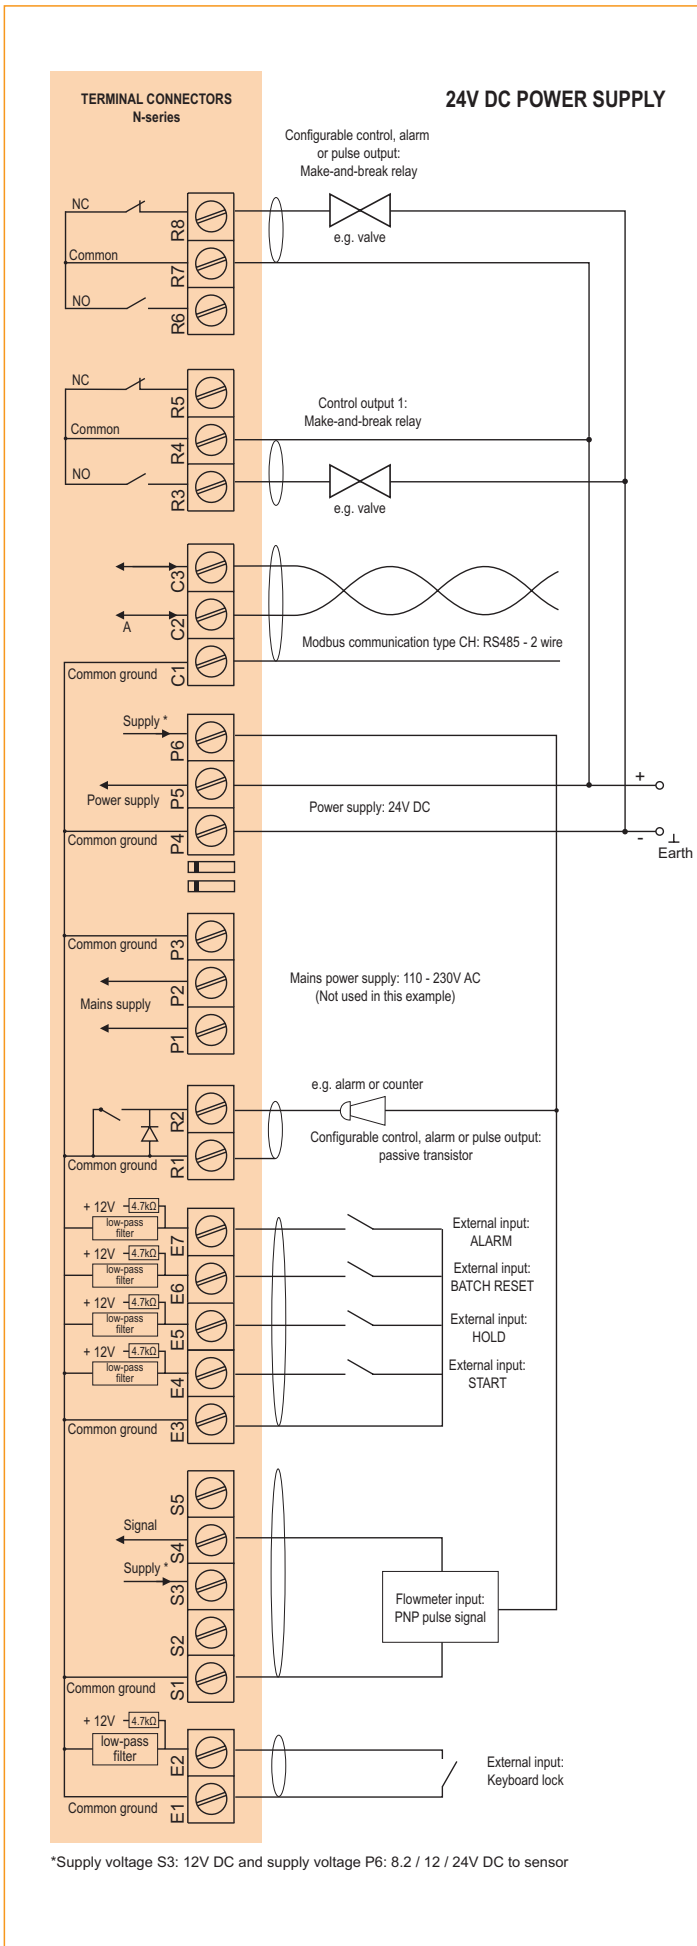 TERMINAL CONNECTORS
N-series
24V DC POWER SUPPLY
Configurable control, alarm
or pulse output:
Make-and-break relay
NC
R8
e.g. valve
Common
R7
NO
R6
NC
R5
Control output 1:
Make-and-break relay
Common
R4
NO
R3
e.g. valve
C3
A
C2
Modbus communication type CH: RS485 - 2 wire
Common ground
C1
Supply *
P6
+
Power supply
P5
Power supply: 24V DC
Common ground
P4
-
Earth
Common ground
P3
Mains power supply: 110 - 230V AC
(Not used in this example)
P2
Mains supply
P1
e.g. alarm or counter
R2
Configurable control, alarm or pulse output:
passive transistor
Common ground
R1
+ 12V
4.7kΩ
low-pass
filter
E7
External input:
ALARM
+ 12V
4.7kΩ
low-pass
filter
E6
External input:
BATCH RESET
+ 12V
4.7kΩ
low-pass
filter
E5
External input:
HOLD
+ 12V
4.7kΩ
low-pass
filter
E4
External input:
START
Common ground
E3
S5
Signal
S4
Supply *
S3
Flowmeter input:
PNP pulse signal
S2
Common ground
S1
+ 12V
4.7kΩ
low-pass
filter
E2
External input:
Keyboard lock
Common ground
E1
*Supply voltage S3: 12V DC and supply voltage P6: 8.2 / 12 / 24V DC to sensor